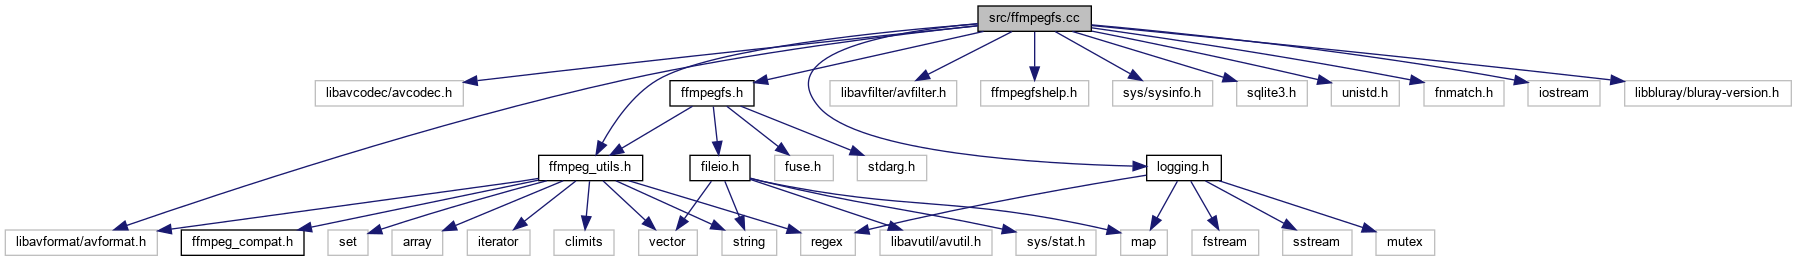 src/ffmpegfs.cc
libavcodec/avcodec.h
ffmpegfs.h
libavfilter/avfilter.h
ffmpegfshelp.h
sys/sysinfo.h
sqlite3.h
unistd.h
fnmatch.h
iostream
libbluray/bluray-version.h
ffmpeg_utils.h
fileio.h
fuse.h
stdarg.h
logging.h
libavformat/avformat.h
ffmpeg_compat.h
set
array
iterator
climits
vector
string
regex
libavutil/avutil.h
sys/stat.h
map
fstream
sstream
mutex